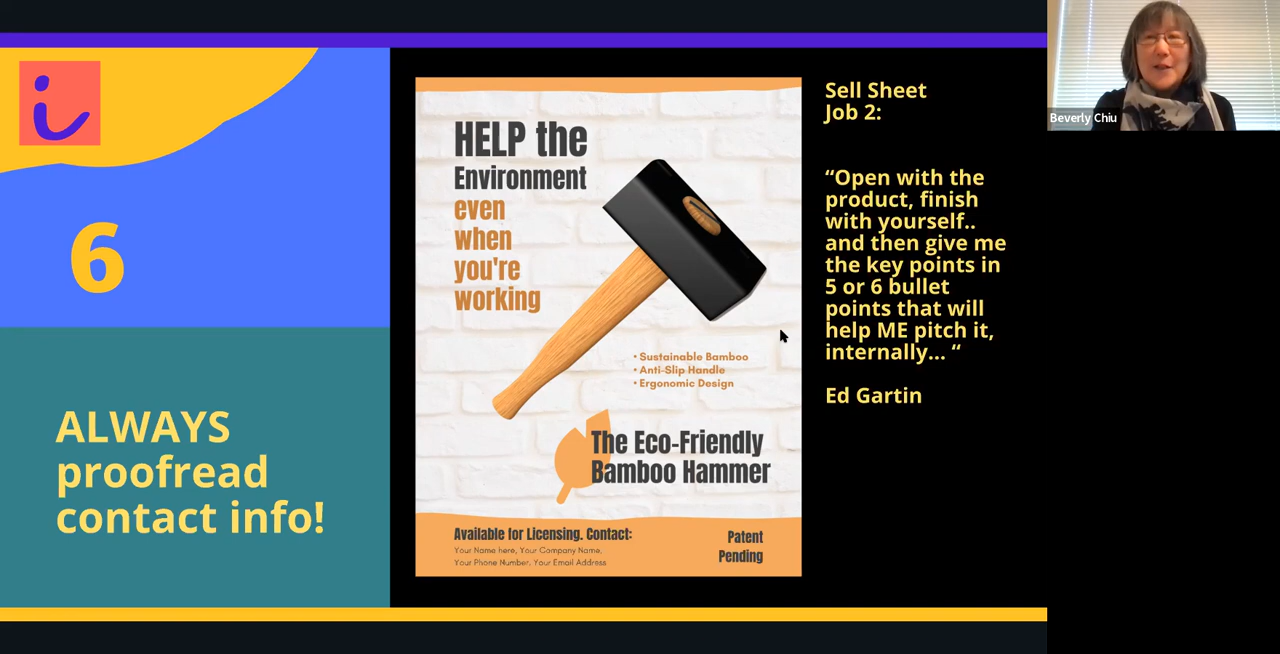 6
ALWAYS
proofread
contact info!
HELP the
Environment
even
when
you're
working
• Sustainable Bamboo
• Anti-Slip Handle
• Ergonomic Design
The Eco-Friendly
Bamboo Hammer
Available for Licensing. Contact:
Your Name here, Your Company Name,
Your Phone Number, Your Email Address
Patent
Pending
Sell Sheet
Job 2:
“Open with the
product, finish
with yourself..
and then give me
the key points in
5 or 6 bullet
points that will
help ME pitch it,
internally... “
Ed Gartin
Beverly Chiu